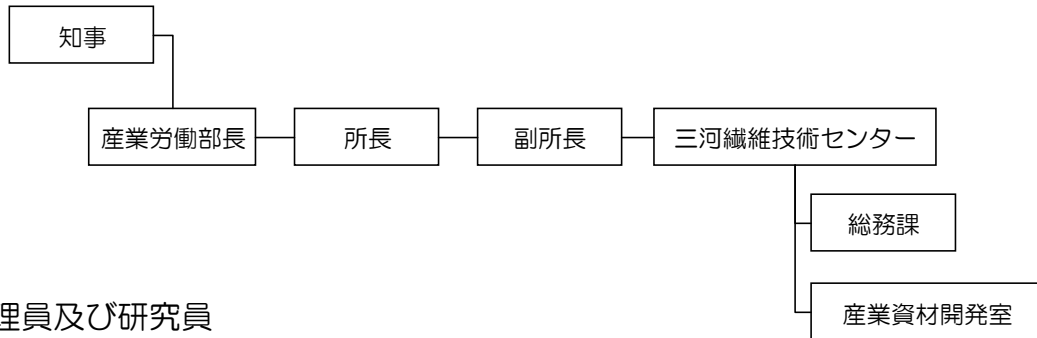 知事
産業労働部長
所長
副所長
三河繊維技術センター
総務課
産業資材開発室
理員及び研究員